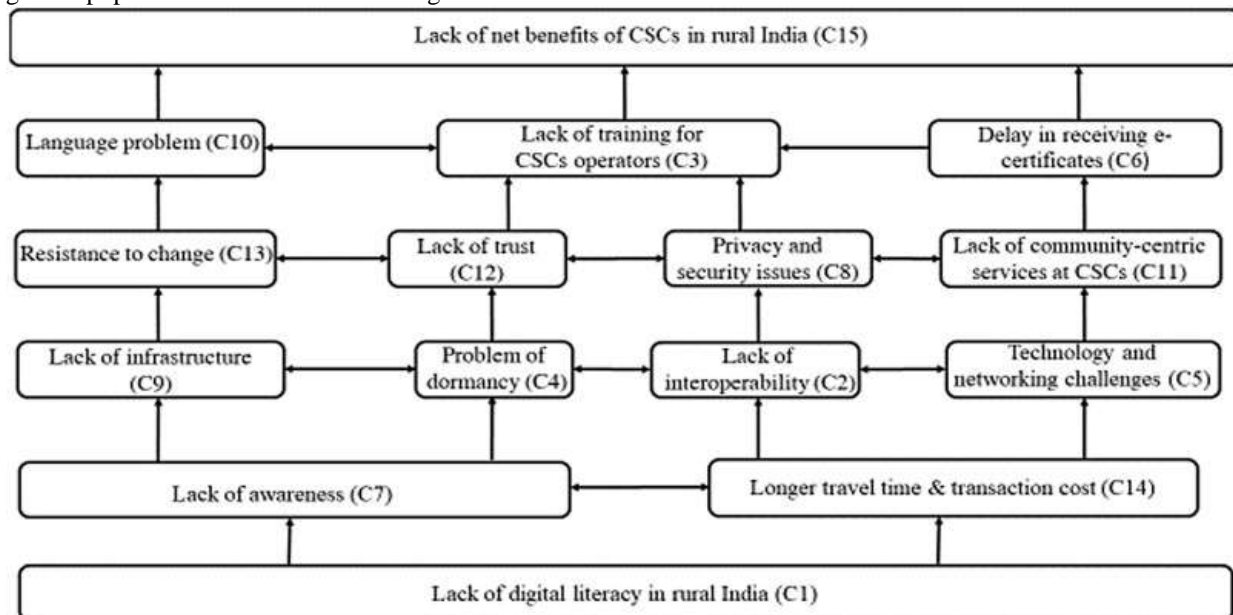 Lack of net benefits of CSCs in rural India (C15)
Language problem (C10)
Lack of training for
CSCs operators (C3)
Delay in receiving e-
certificates (C6)
Resistance to change (C13)
Lack of trust
(C12)
Privacy and
security issues (C8)
Lack of community-centric
services at CSCs (C11)
Lack of infrastructure
(C9)
Problem of
dormancy (C4)
Lack of
interoperability (C2)
Technology and
networking challenges (C5)
Lack of awareness (C7)
Longer travel time & transaction cost (C14)
Lack of digital literacy in rural India (C1)